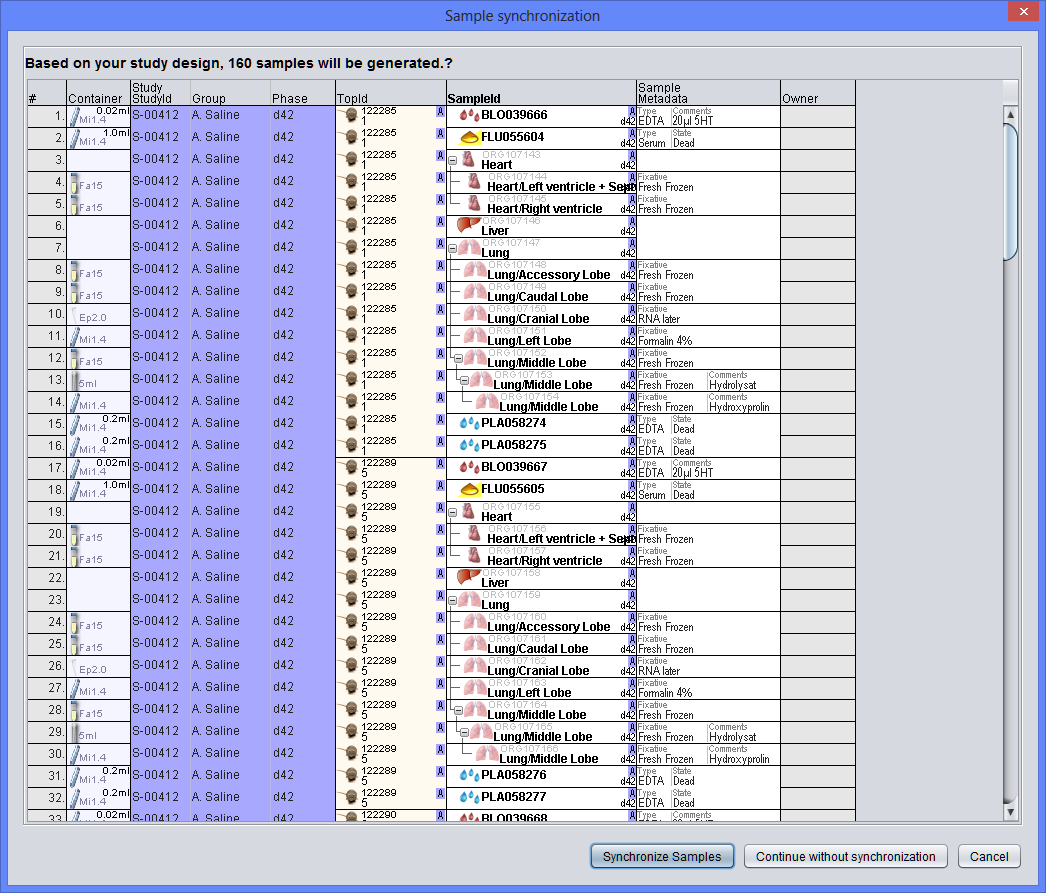 Sample synchronization
Based on your study design, 160 samples will be generated.?
# Container Study StudyId Group Phase TopId SampleId Sample Metadata Owner
1. 0.02ml Mi1.4 S-00412 A. Saline d42 122285 1 A BLO039666 A d42 Type EDTA Comments 20µl 5HT
2. 1.0ml Mi1.4 S-00412 A. Saline d42 122285 1 A FLU055604 A d42 Type Serum State Dead
3. S-00412 A. Saline d42 122285 1 A ORG107143 Heart A d42
4. Fa15 S-00412 A. Saline d42 122285 1 A ORG107144 Heart/Left ventricle + Sept A d42 Fixative Fresh Frozen
5. Fa15 S-00412 A. Saline d42 122285 1 A ORG107145 Heart/Right ventricle A d42 Fixative Fresh Frozen
6. S-00412 A. Saline d42 122285 1 A ORG107146 Liver A d42
7. S-00412 A. Saline d42 122285 1 A ORG107147 Lung A d42
8. Fa15 S-00412 A. Saline d42 122285 1 A ORG107148 Lung/Accessory Lobe A d42 Fixative Fresh Frozen
9. Fa15 S-00412 A. Saline d42 122285 1 A ORG107149 Lung/Caudal Lobe A d42 Fixative Fresh Frozen
10. Ep2.0 S-00412 A. Saline d42 122285 1 A ORG107150 Lung/Cranial Lobe A d42 Fixative RNA later
11. Mi1.4 S-00412 A. Saline d42 122285 1 A ORG107151 Lung/Left Lobe A d42 Fixative Formalin 4%
12. Fa15 S-00412 A. Saline d42 122285 1 A ORG107152 Lung/Middle Lobe A d42 Fixative Fresh Frozen
13. 5ml S-00412 A. Saline d42 122285 1 A ORG107153 Lung/Middle Lobe A d42 Fixative Fresh Frozen Comments Hydrolysat
14. Mi1.4 S-00412 A. Saline d42 122285 1 A ORG107154 Lung/Middle Lobe A d42 Fixative Fresh Frozen Comments Hydroxyprolin
15. 0.2ml Mi1.4 S-00412 A. Saline d42 122285 1 A PLA058274 A d42 Type EDTA State Dead
16. 0.2ml Mi1.4 S-00412 A. Saline d42 122285 1 A PLA058275 A d42 Type EDTA State Dead
17. 0.02ml Mi1.4 S-00412 A. Saline d42 122289 5 A BLO039667 A d42 Type EDTA Comments 20µl 5HT
18. 1.0ml Mi1.4 S-00412 A. Saline d42 122289 5 A FLU055605 A d42 Type Serum State Dead
19. S-00412 A. Saline d42 122289 5 A ORG107155 Heart A d42
20. Fa15 S-00412 A. Saline d42 122289 5 A ORG107156 Heart/Left ventricle + Sept A d42 Fixative Fresh Frozen
21. Fa15 S-00412 A. Saline d42 122289 5 A ORG107157 Heart/Right ventricle A d42 Fixative Fresh Frozen
22. S-00412 A. Saline d42 122289 5 A ORG107158 Liver A d42
23. S-00412 A. Saline d42 122289 5 A ORG107159 Lung A d42
24. Fa15 S-00412 A. Saline d42 122289 5 A ORG107160 Lung/Accessory Lobe A d42 Fixative Fresh Frozen
25. Fa15 S-00412 A. Saline d42 122289 5 A ORG107161 Lung/Caudal Lobe A d42 Fixative Fresh Frozen
26. Ep2.0 S-00412 A. Saline d42 122289 5 A ORG107162 Lung/Cranial Lobe A d42 Fixative RNA later
27. Mi1.4 S-00412 A. Saline d42 122289 5 A ORG107163 Lung/Left Lobe A d42 Fixative Formalin 4%
28. Fa15 S-00412 A. Saline d42 122289 5 A ORG107164 Lung/Middle Lobe A d42 Fixative Fresh Frozen
29. 5ml S-00412 A. Saline d42 122289 5 A ORG107165 Lung/Middle Lobe A d42 Fixative Fresh Frozen Comments Hydrolysat
30. Mi1.4 S-00412 A. Saline d42 122289 5 A ORG107166 Lung/Middle Lobe A d42 Fixative Fresh Frozen Comments Hydroxyprolin
31. 0.2ml Mi1.4 S-00412 A. Saline d42 122289 5 A PLA058276 A d42 Type EDTA State Dead
32. 0.2ml Mi1.4 S-00412 A. Saline d42 122289 5 A PLA058277 A d42 Type EDTA State Dead
33. 0.02ml S-00412 A. Saline d42 122290 A BLO039668 A d42 Type Comments
Synchronize Samples Continue without synchronization Cancel